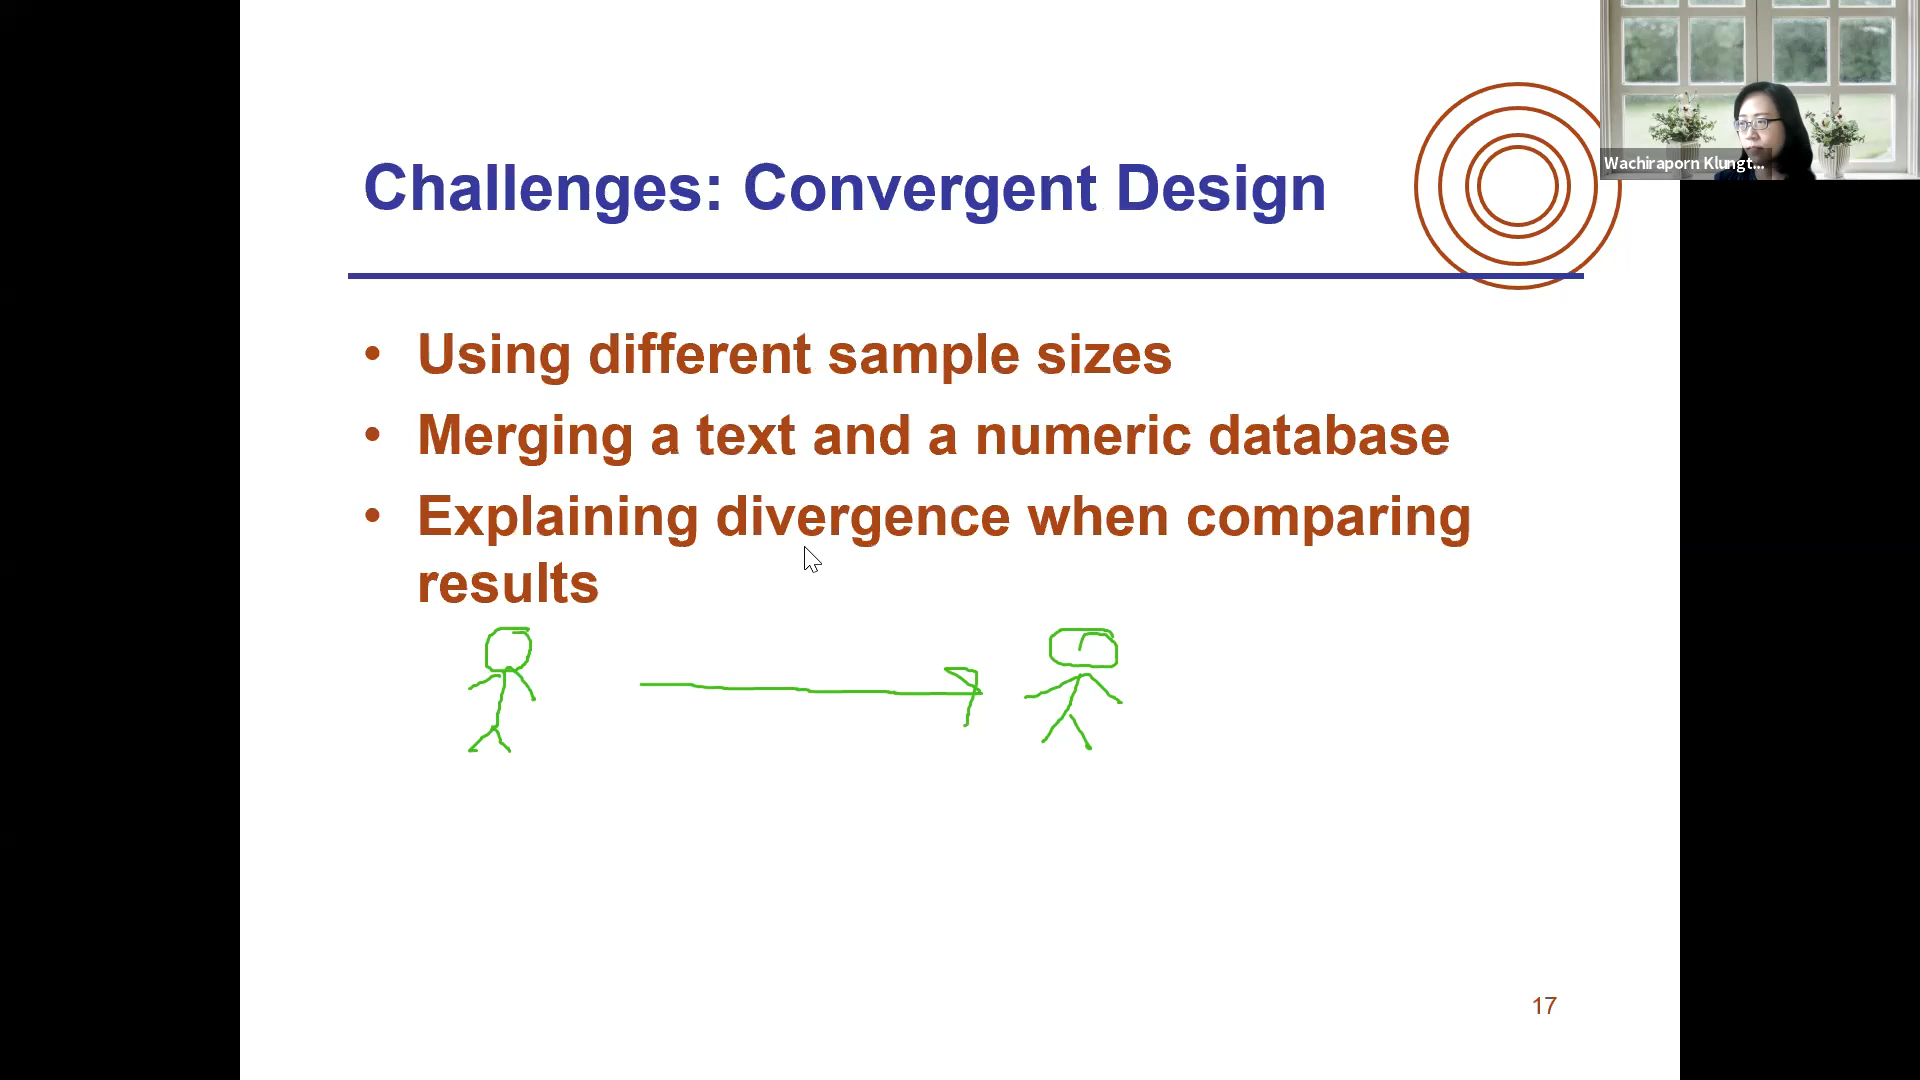 Wachiraporn Klungt...
Challenges: Convergent Design
• Using different sample sizes
• Merging a text and a numeric database
• Explaining divergence when comparing
results
17